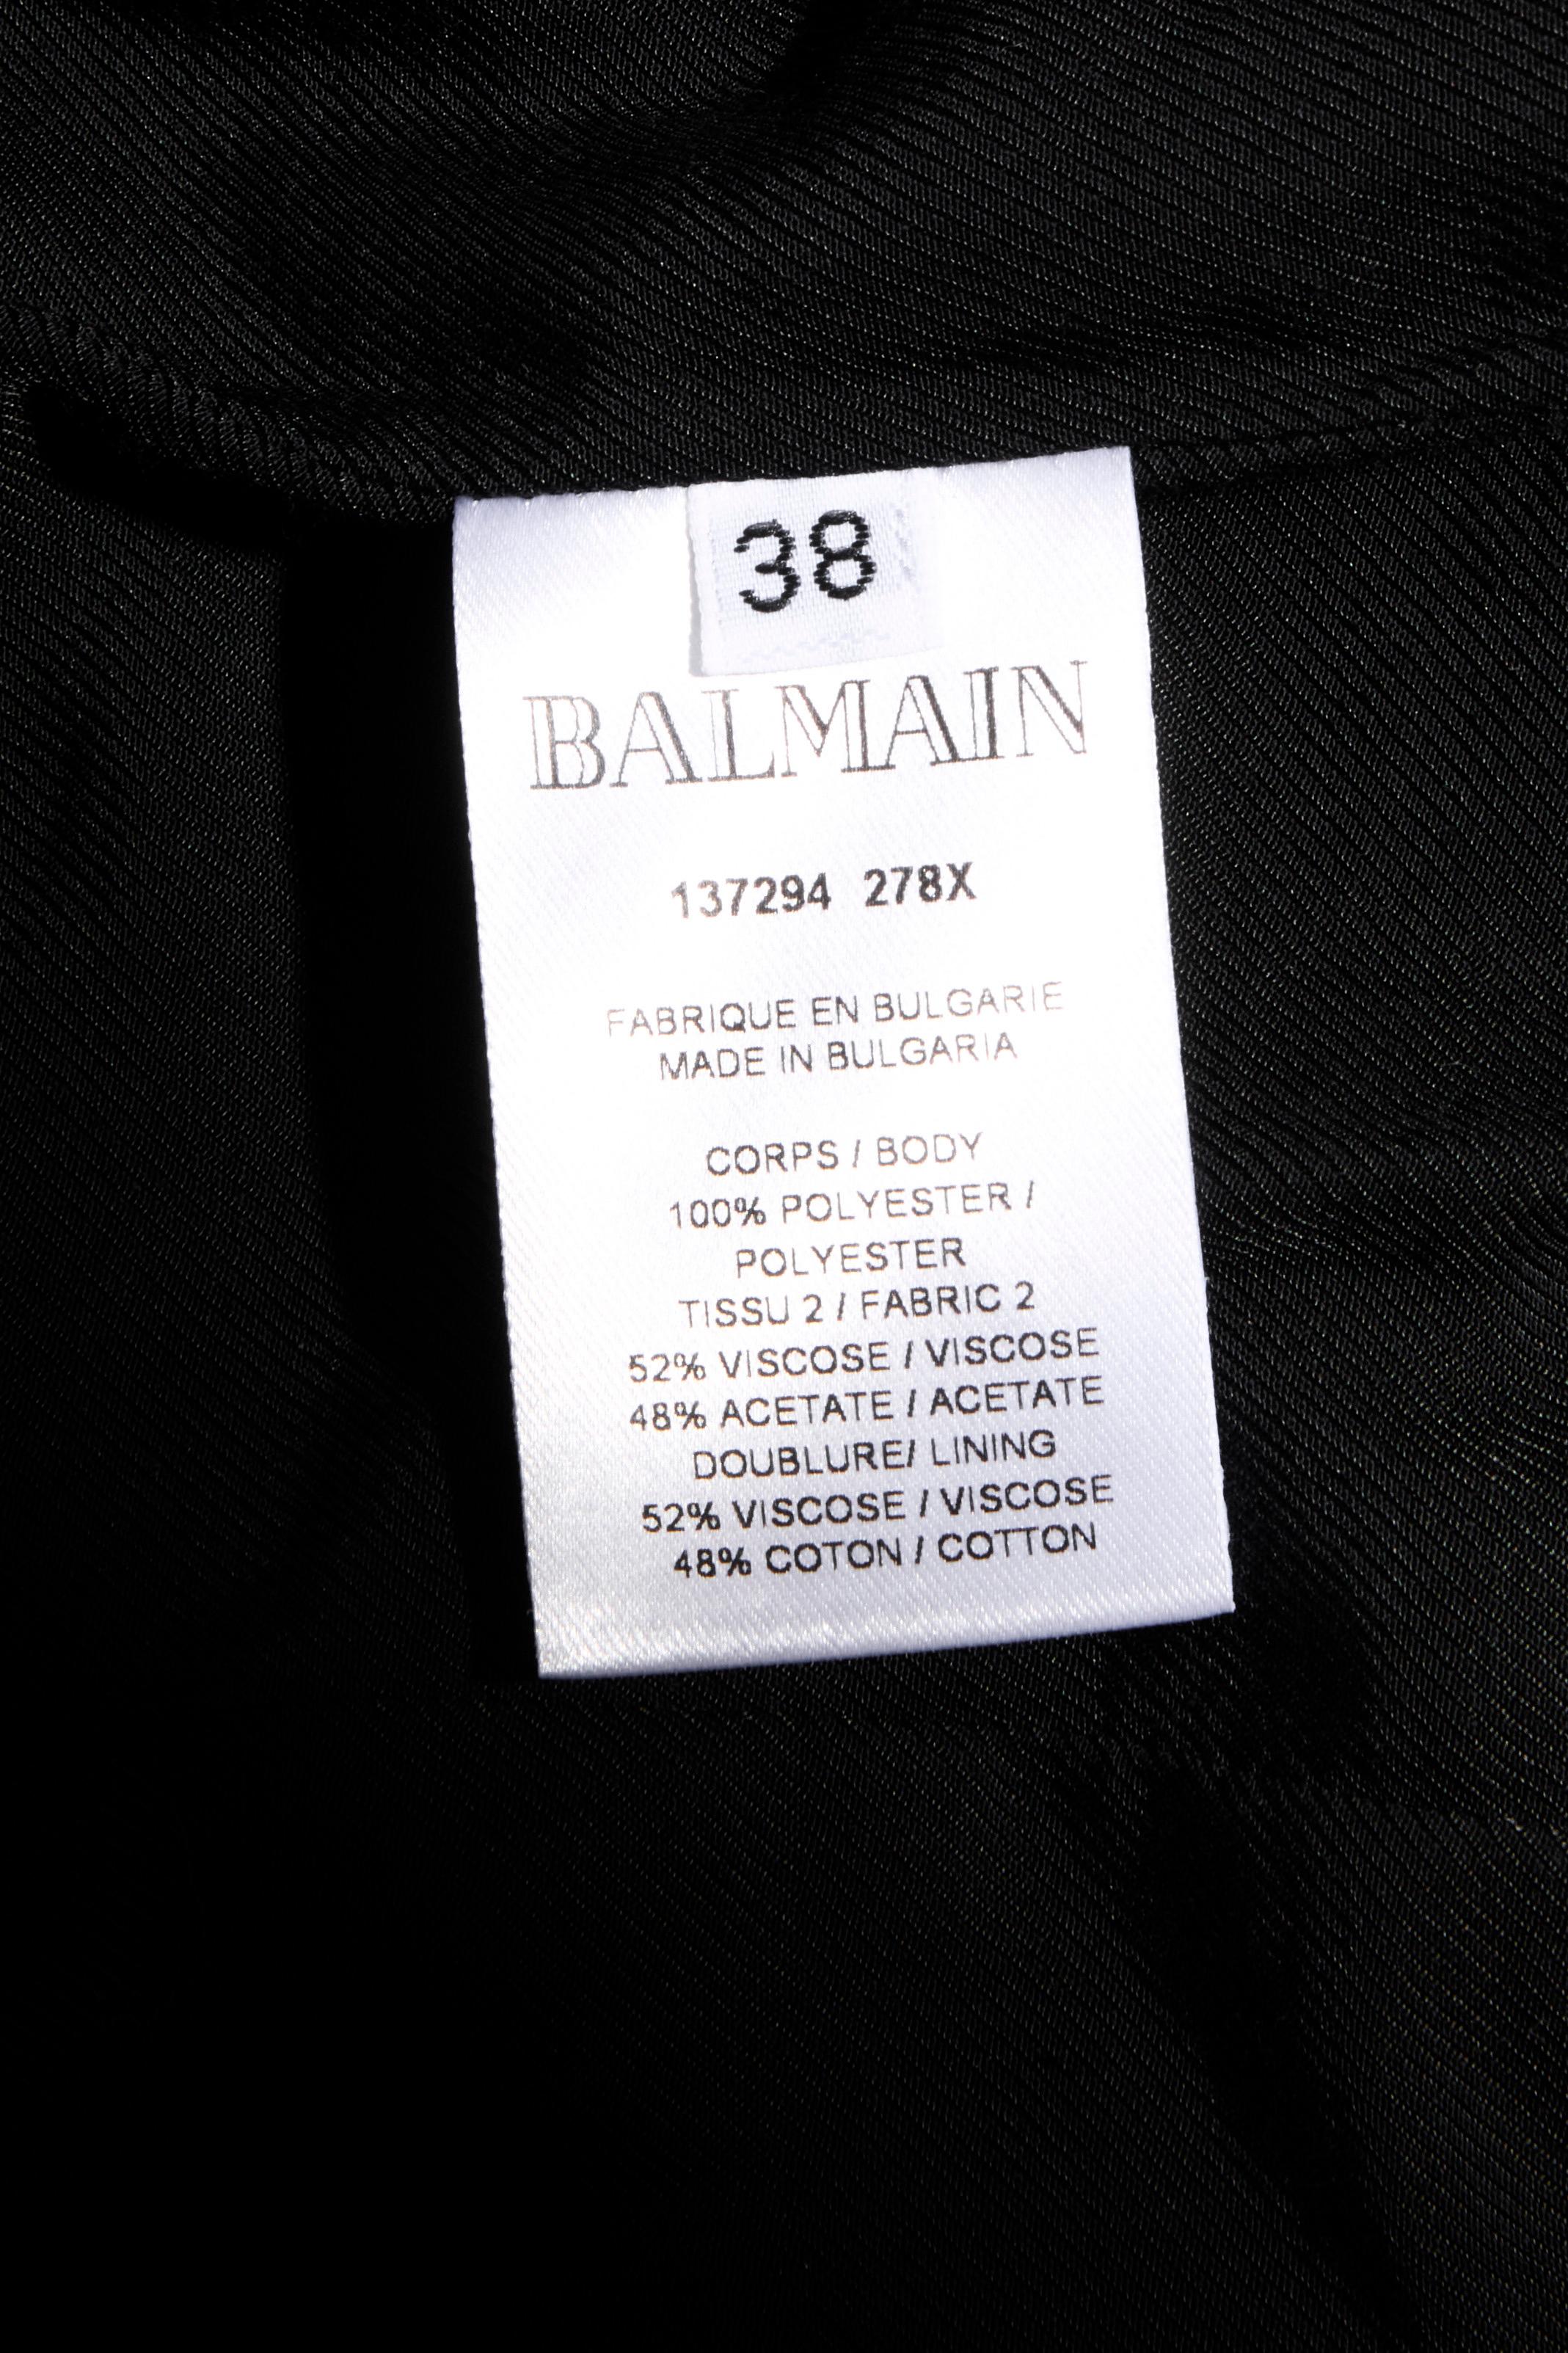 38
BALMAIN
137294 278X
FABRIQUE EN BULGARIE
MADE IN BULGARIA
CORPS / BODY
100% POLYESTER /
POLYESTER
TISSU 2 / FABRIC 2
52% VISCOSE / VISCOSE
48% ACETATE / ACETATE
DOUBLURE/ LINING
52% VISCOSE / VISCOSE
48% COTON / COTTON